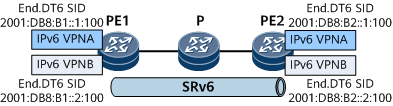 End.DT6 SID
2001:DB8:B1::1:100
PE1
P
PE2
End.DT6 SID
2001:DB8:B2::1:100
IPv6 VPNA
IPv6 VPNA
IPv6 VPNB
IPv6 VPNB
End.DT6 SID
2001:DB8:B1::2:100
SRv6
End.DT6 SID
2001:DB8:B2::2:100